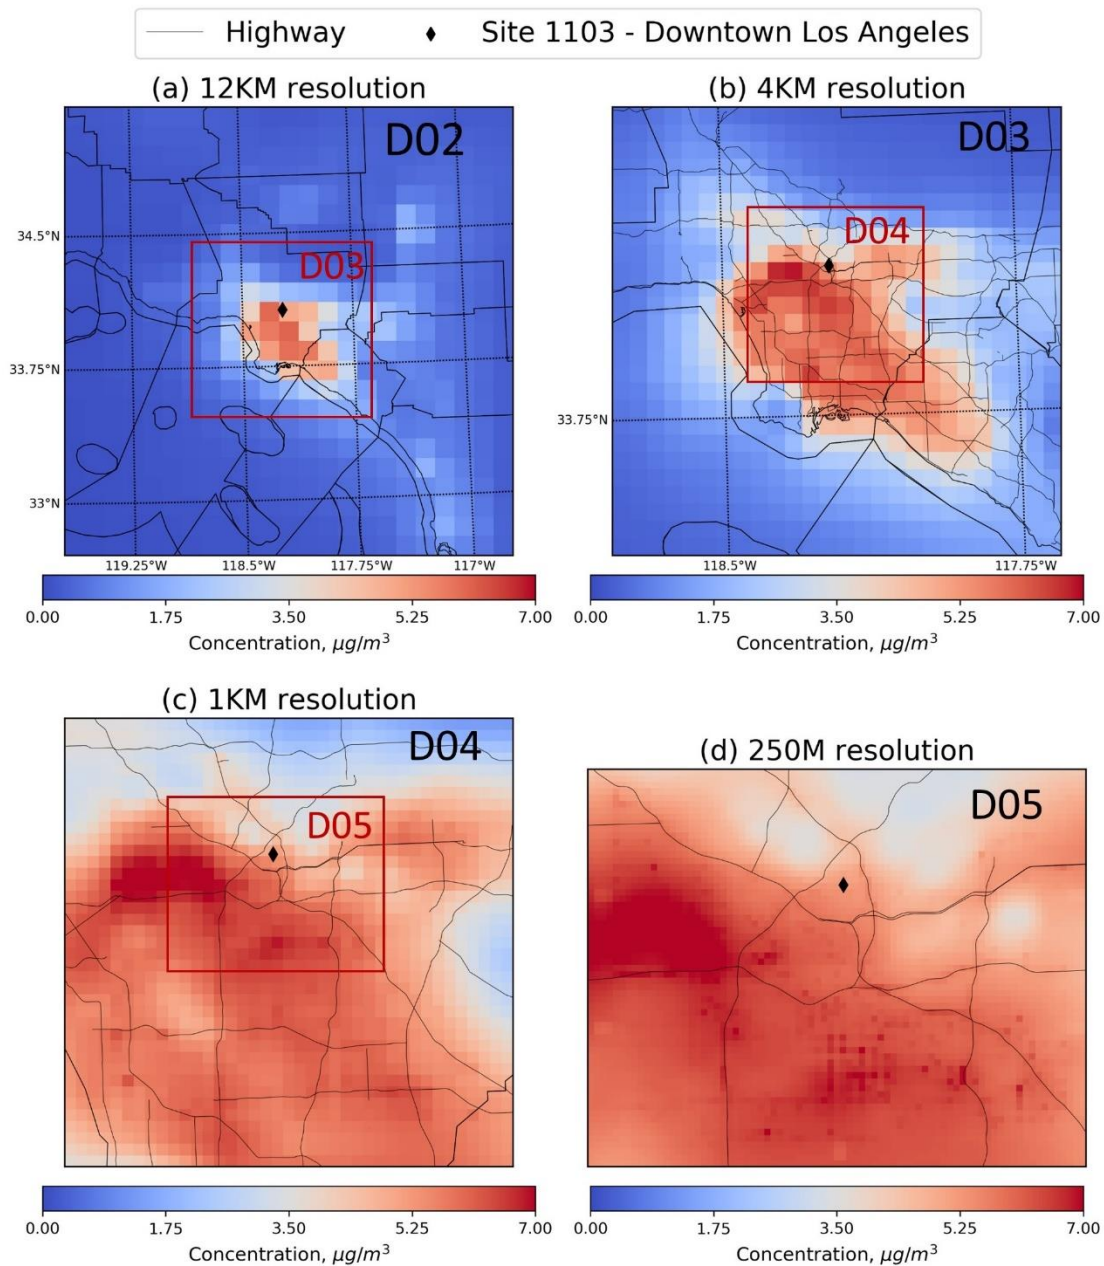 Highway Site 1103 - Downtown Los Angeles
(a) 12KM resolution
D02
D03
34.5°N
33.75°N
33°N
119.25°W 118.5°W 117.75°W 117°W
0.00 1.75 3.50 5.25 7.00
Concentration, μg/m³
(b) 4KM resolution
D03
D04
33.75°N
118.5°W 117.75°W
0.00 1.75 3.50 5.25 7.00
Concentration, μg/m³
(c) 1KM resolution
D04
D05
0.00 1.75 3.50 5.25 7.00
Concentration, μg/m³
(d) 250M resolution
D05
0.00 1.75 3.50 5.25 7.00
Concentration, μg/m³